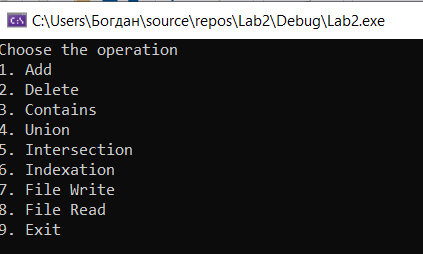 C:\Users\Богдан\source\repos\Lab2\Debug\Lab2.exe
Choose the operation
1. Add
2. Delete
3. Contains
4. Union
5. Intersection
6. Indexation
7. File Write
8. File Read
9. Exit